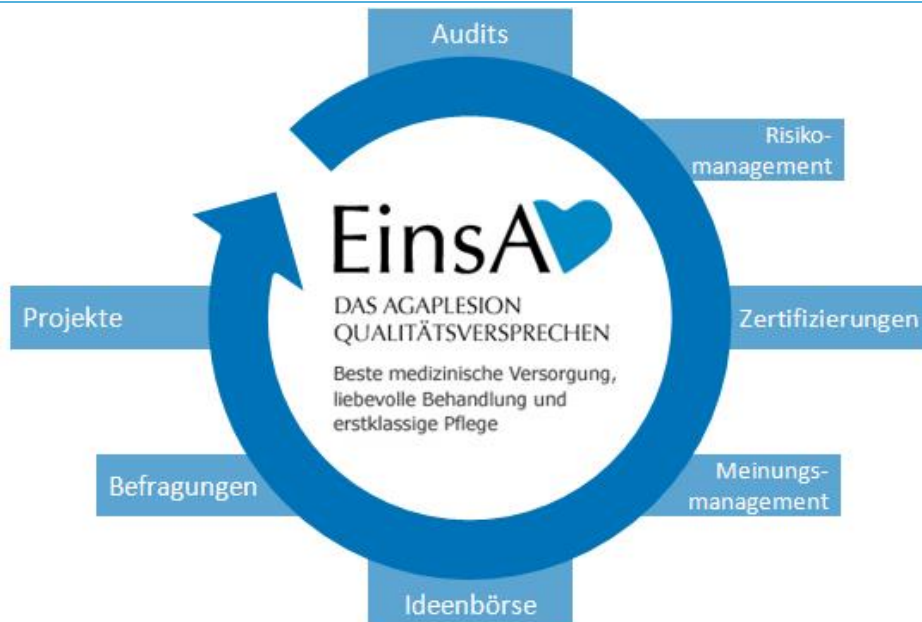 Audits
Risiko-
management
EinsA
DAS AGAPLESION
QUALITÄTSVERSPRECHEN
Beste medizinische Versorgung,
liebevolle Behandlung und
erstklassige Pflege
Projekte
Zertifizierungen
Befragungen
Meinungs-
management
Ideenbörse